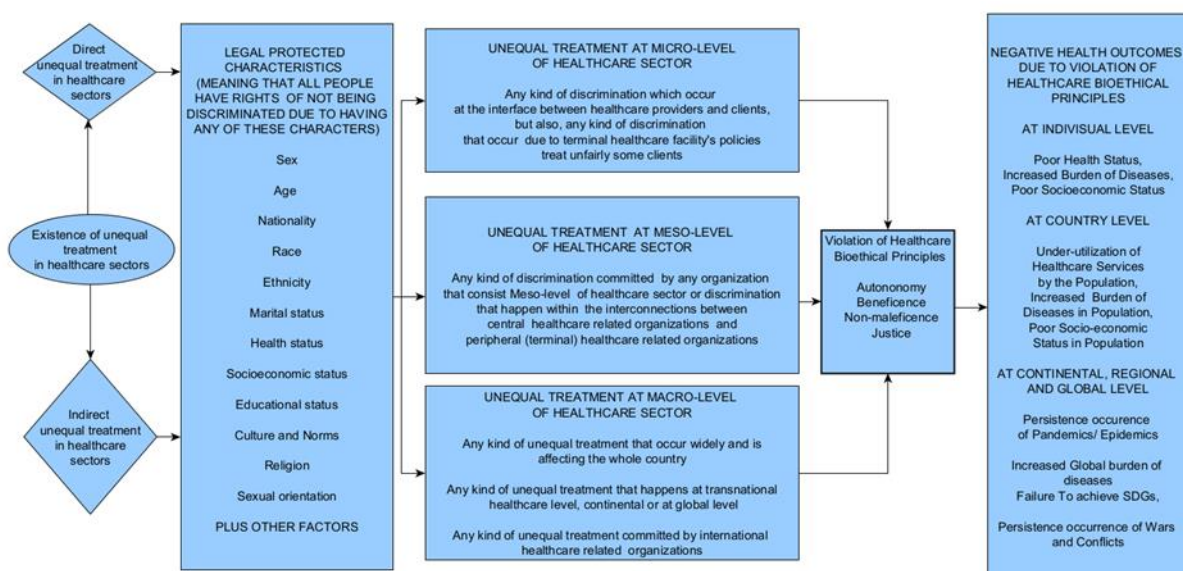 Direct
unequal treatment
in healthcare
sectors
Existence of unequal
treatment
in healthcare sectors
Indirect
unequal treatment
in healthcare
sectors
LEGAL PROTECTED
CHARACTERISTICS
(MEANING THAT ALL PEOPLE
HAVE RIGHTS OF NOT BEING
DISCRIMINATED DUE TO HAVING
ANY OF THESE CHARACTERS)
Sex
Age
Nationality
Race
Ethnicity
Marital status
Health status
Socioeconomic status
Educational status
Culture and Norms
Religion
Sexual orientation
PLUS OTHER FACTORS
UNEQUAL TREATMENT AT MICRO-LEVEL
OF HEALTHCARE SECTOR
Any kind of discrimination which occur
at the interface between healthcare providers and clients,
but also, any kind of discrimination
that occur due to terminal healthcare facility's policies
treat unfairly some clients
UNEQUAL TREATMENT AT MESO-LEVEL
OF HEALTHCARE SECTOR
Any kind of discrimination committed by any organization
that consist Meso-level of healthcare sector or discrimination
that happen within the interconnections between
central healthcare related organizations and
peripheral (terminal) healthcare related organizations
UNEQUAL TREATMENT AT MACRO-LEVEL
OF HEALTHCARE SECTOR
Any kind of unequal treatment that occur widely and is
affecting the whole country
Any kind of unequal treatment that happens at transnational
healthcare level, continental or at global level
Any kind of unequal treatment committed by international
healthcare related organizations
Violation of Healthcare
Bioethical Principles
Autononomy
Beneficence
Non-maleficence
Justice
NEGATIVE HEALTH OUTCOMES
DUE TO VIOLATION OF
HEALTHCARE BIOETHICAL
PRINCIPLES
AT INDIVISUAL LEVEL
Poor Health Status,
Increased Burden of Diseases,
Poor Socioeconomic Status
AT COUNTRY LEVEL
Under-utilization of
Healthcare Services
by the Population,
Increased Burden of
Diseases in Population,
Poor Socio-economic
Status in Population
AT CONTINENTAL, REGIONAL
AND GLOBAL LEVEL
Persistence occurence
of Pandemics/ Epidemics
Increased Global burden of
diseases
Failure To achieve SDGs,
Persistence occurrence of Wars
and Conflicts